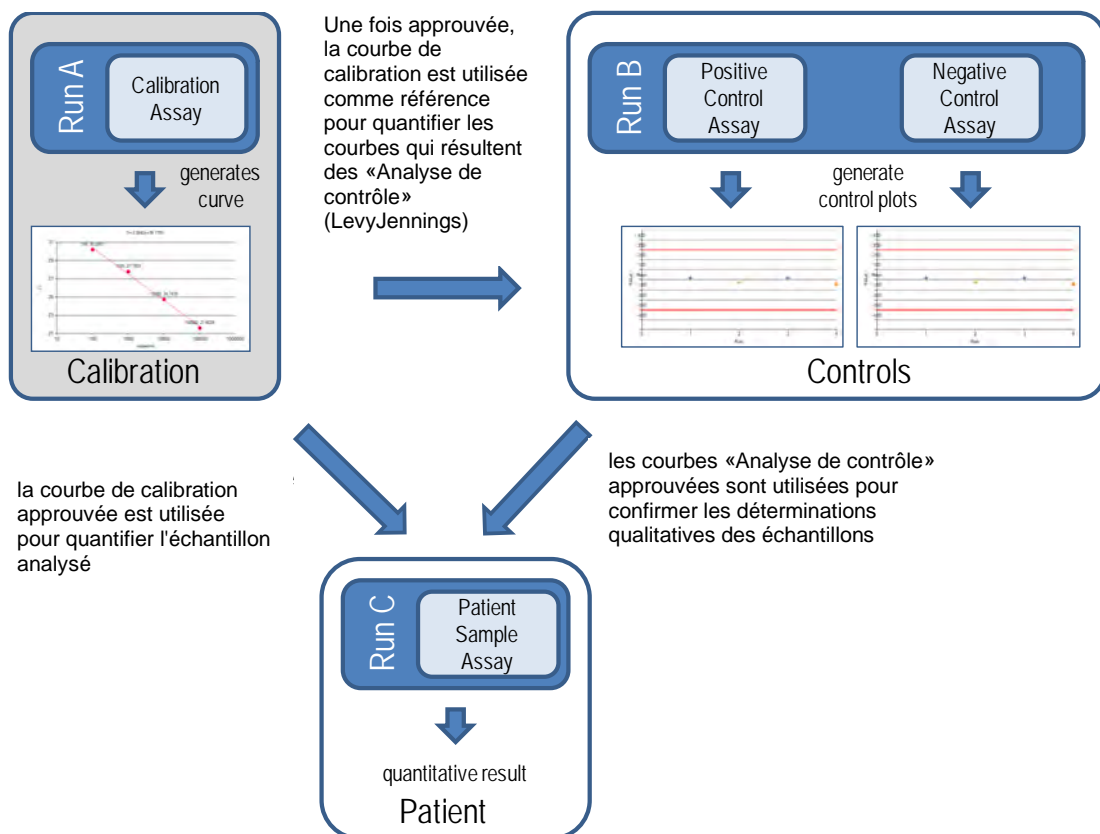 Run A
Calibration
Assay
generates
curve
Calibration
Une fois approuvée,
la courbe de
calibration est utilisée
comme référence
pour quantifier les
courbes qui résultent
des «Analyse de
contrôle»
(LevyJennings)
Run B
Positive
Control
Assay
Negative
Control
Assay
generate
control plots
Controls
la courbe de calibration
approuvée est utilisée
pour quantifier l'échantillon
analysé
les courbes «Analyse de contrôle»
approuvées sont utilisées pour
confirmer les déterminations
qualitatives des échantillons
Run C
Patient
Sample
Assay
quantitative result
Patient